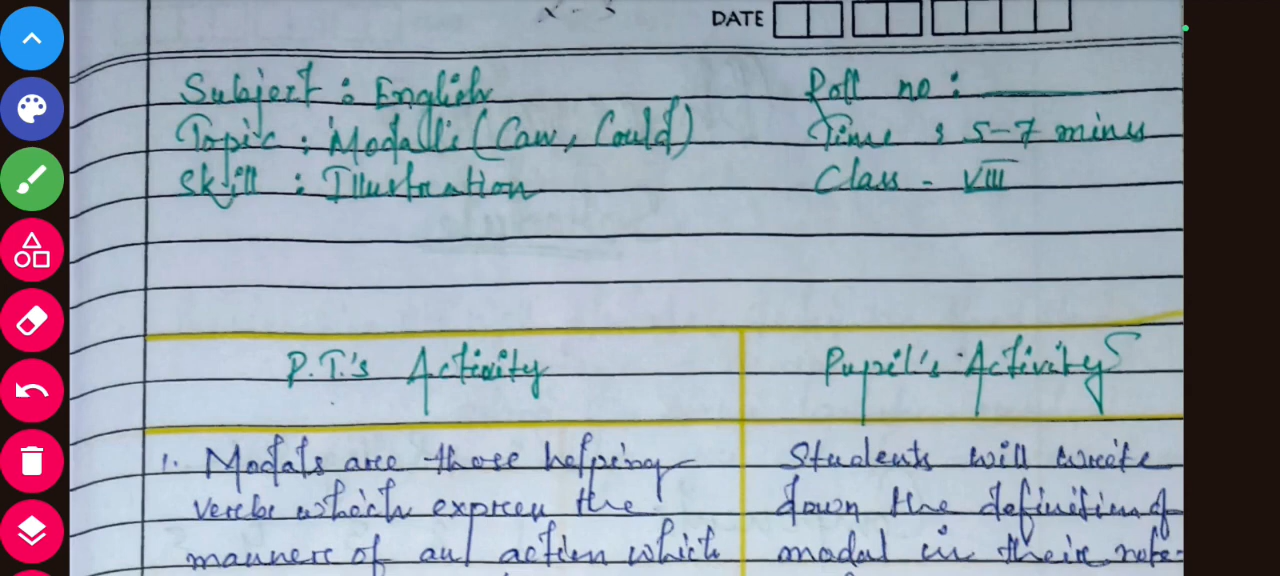 DATE
Subject : English
Roll no :
Topic : Modals (Can, Could)
Time : 5-7 mins
Skill : Illustration
Class - VIII
P.T.'s Activity
Pupil's Activity
1. Modals are those helping
verbs which express the
manner of an action which
Students will write
down the definition of
modal in their note-